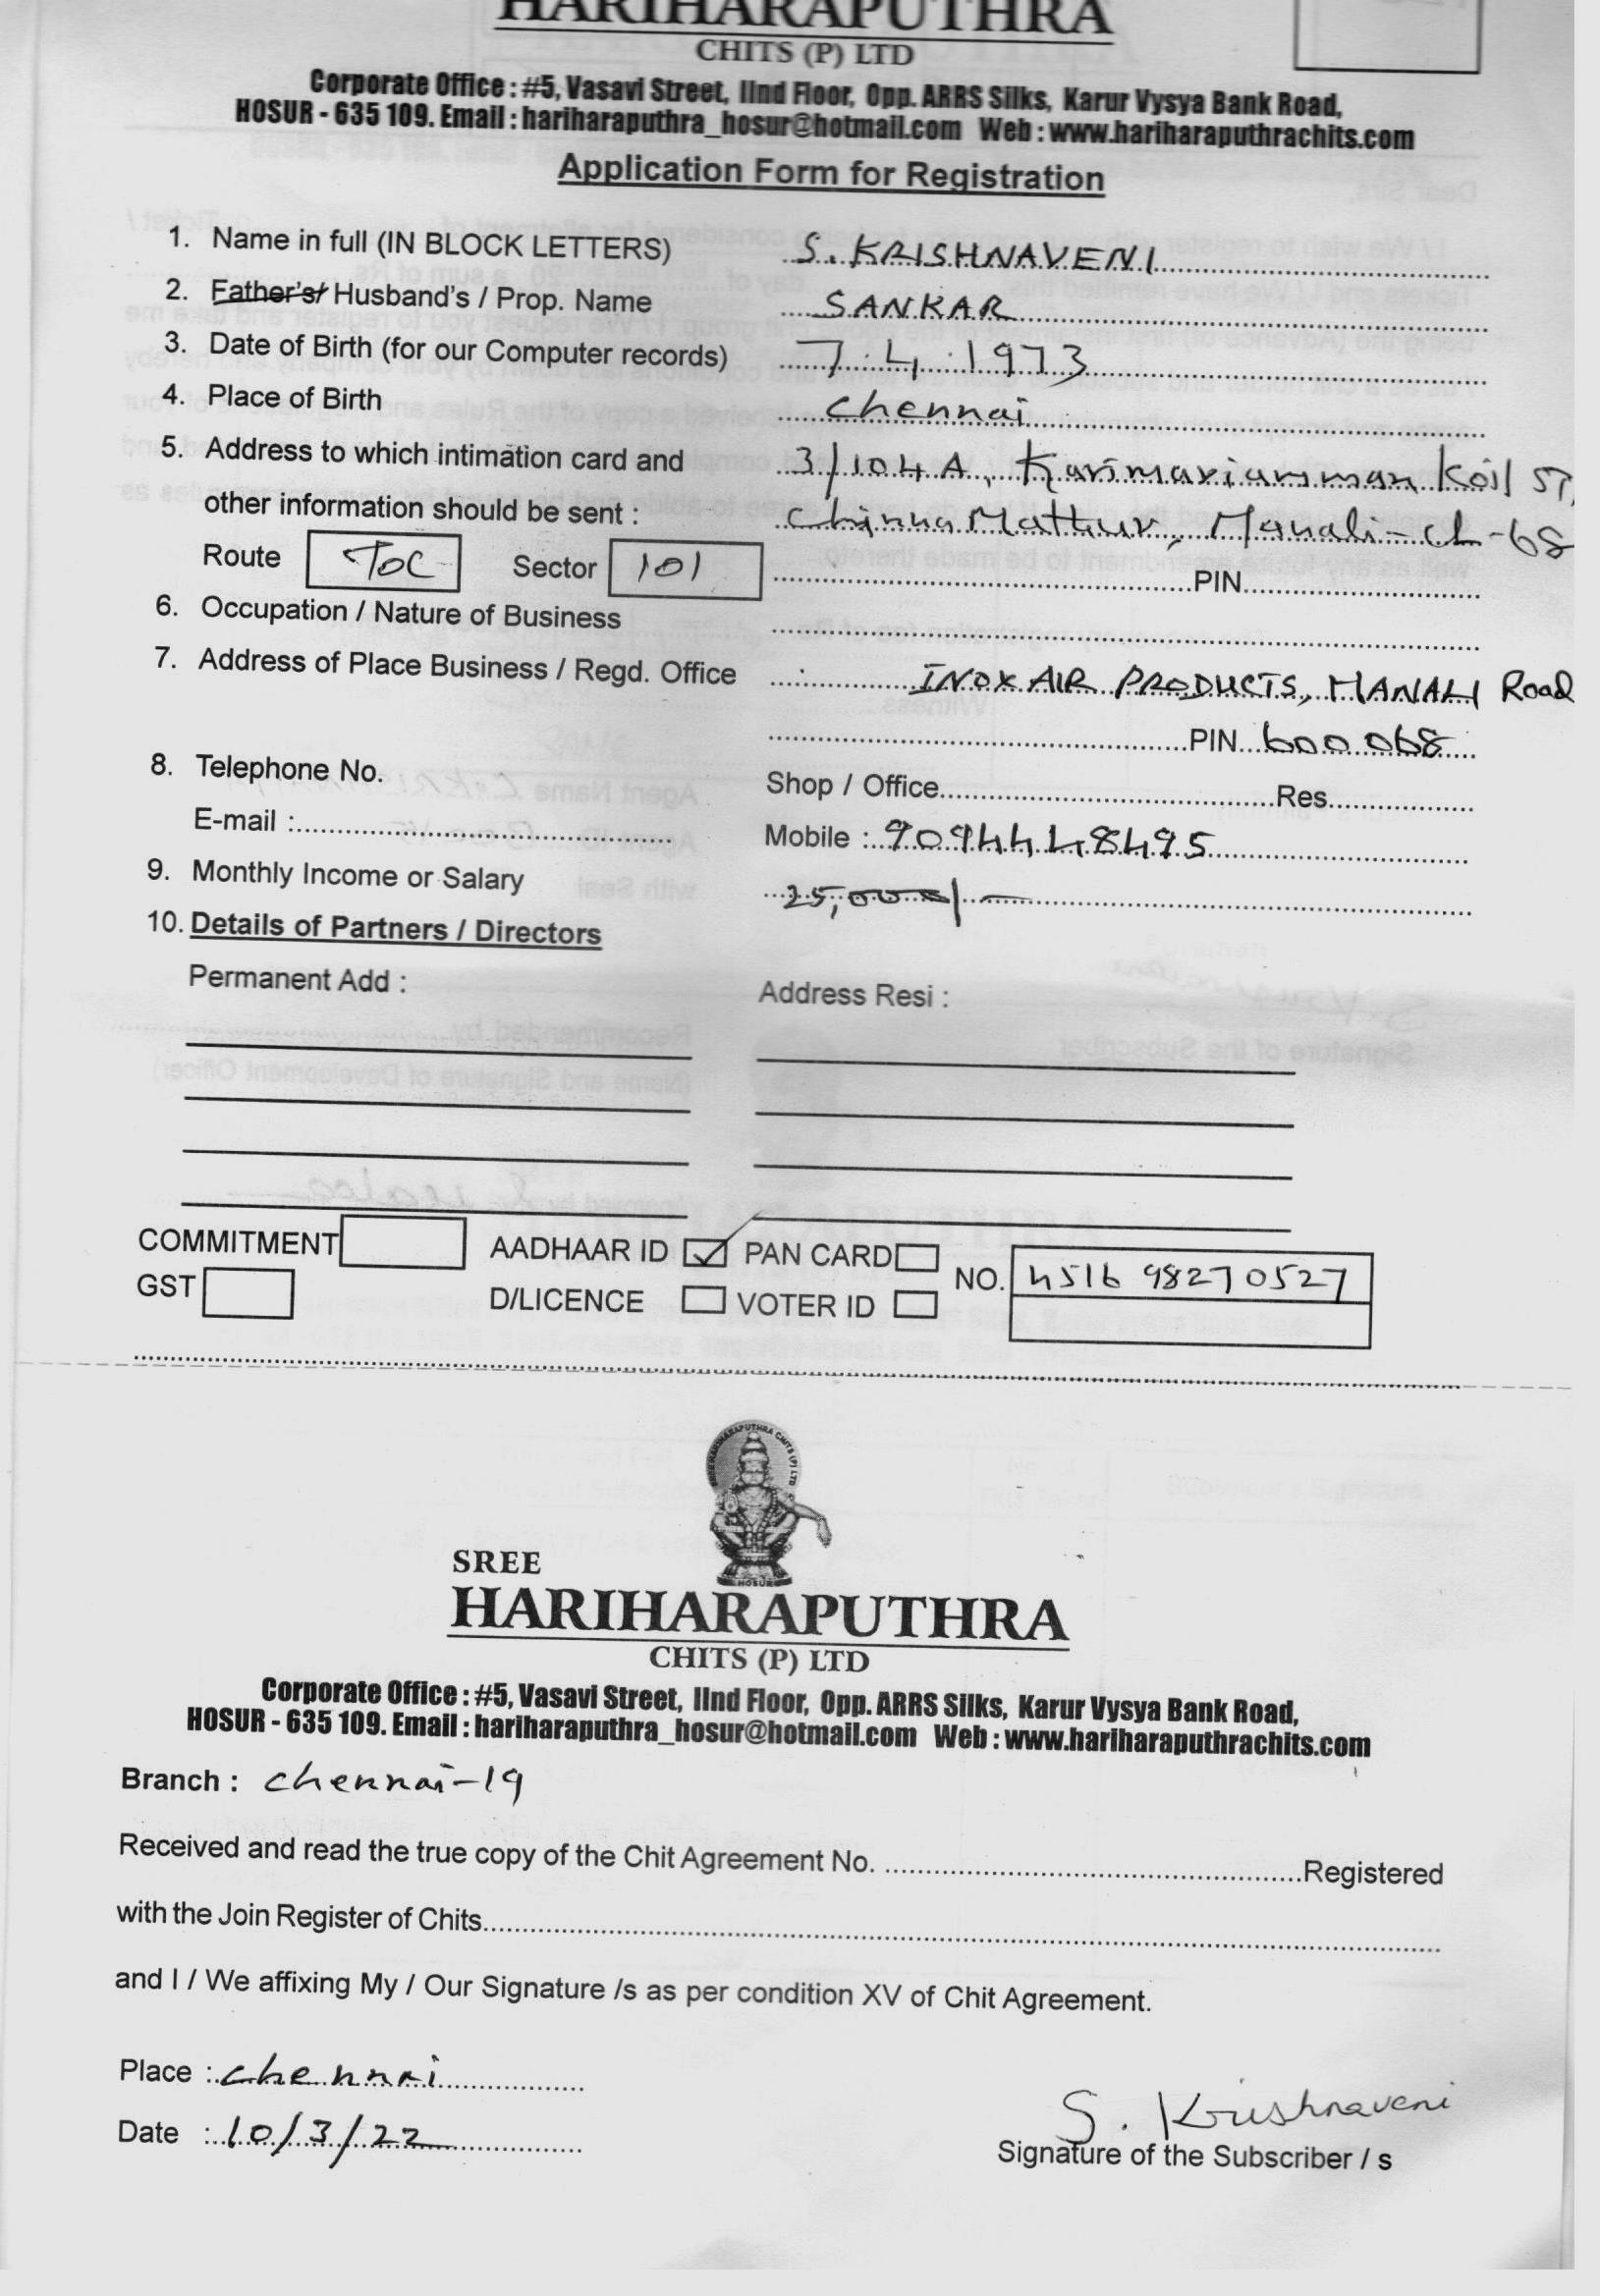 HARIHARAPUTHRA
CHITS (P) LTD
Corporate Office : #5, Vasavi Street, IInd Floor, Opp. ARRS Silks, Karur Vysya Bank Road,
HOSUR - 635 109. Email : hariharaputhra_hosur@hotmail.com Web : www.hariharaputhrachits.com
Application Form for Registration
1. Name in full (IN BLOCK LETTERS) S. KRISHNAVENI
2. Father's/ Husband's / Prop. Name SANKAR
3. Date of Birth (for our Computer records) 7.4.1973
4. Place of Birth Chennai
5. Address to which intimation card and 3/104A, Karimariamman Koil ST,
other information should be sent : Chinna Mathur, Manali - ch - 68
Route TOC Sector 101 PIN
6. Occupation / Nature of Business
7. Address of Place Business / Regd. Office : INOX AIR PRODUCTS, MANALI Road
PIN 600 068
8. Telephone No. Shop / Office Res.
E-mail : Mobile : 9094448495
9. Monthly Income or Salary 25,000/-
10. Details of Partners / Directors
Permanent Add : Address Resi :
COMMITMENT AADHAAR ID ✓ PAN CARD NO. 4516 98270527
GST D/LICENCE VOTER ID
SREE HARIHARAPUTHRA CHITS (P) LTD
HOSUR
SREE
HARIHARAPUTHRA
CHITS (P) LTD
Corporate Office : #5, Vasavi Street, IInd Floor, Opp. ARRS Silks, Karur Vysya Bank Road,
HOSUR - 635 109. Email : hariharaputhra_hosur@hotmail.com Web : www.hariharaputhrachits.com
Branch : Chennai-19
Received and read the true copy of the Chit Agreement No. Registered
with the Join Register of Chits
and I / We affixing My / Our Signature /s as per condition XV of Chit Agreement.
Place : Chennai
Date : 10/3/22
S. Krishnaveni
Signature of the Subscriber / s